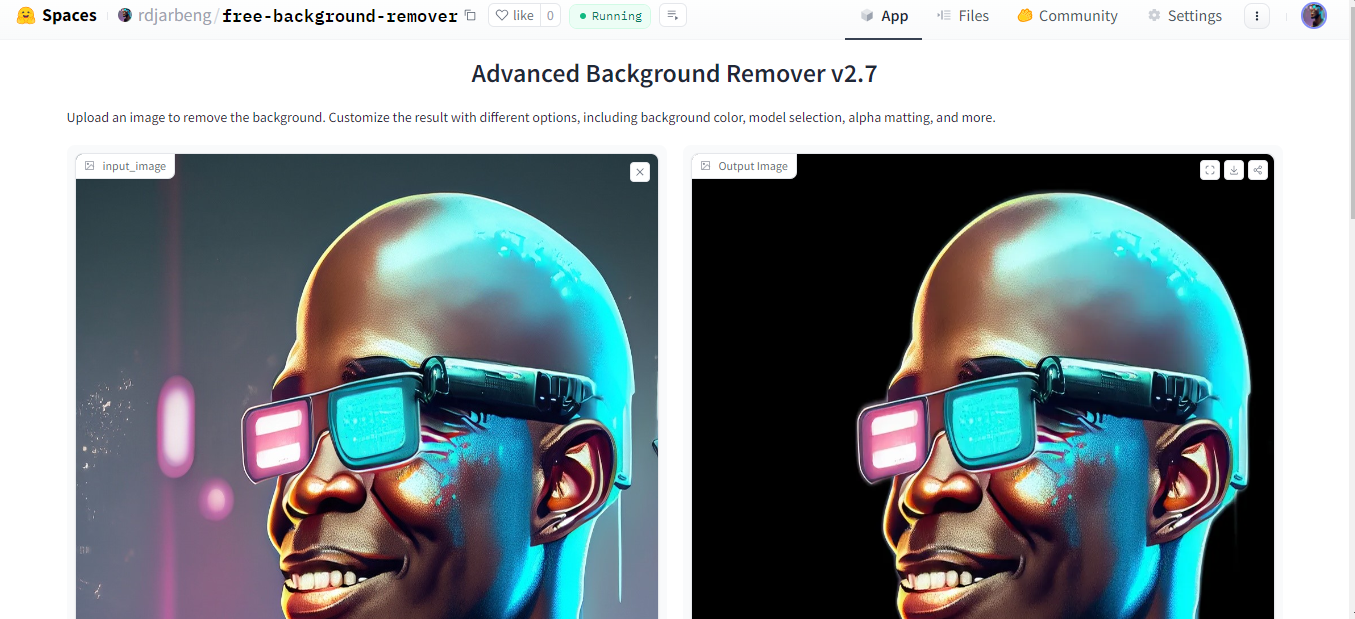 Spaces rdjarbeng/free-background-remover like 0 Running App Files Community Settings
Advanced Background Remover v2.7
Upload an image to remove the background. Customize the result with different options, including background color, model selection, alpha matting, and more.
input_image
Output Image